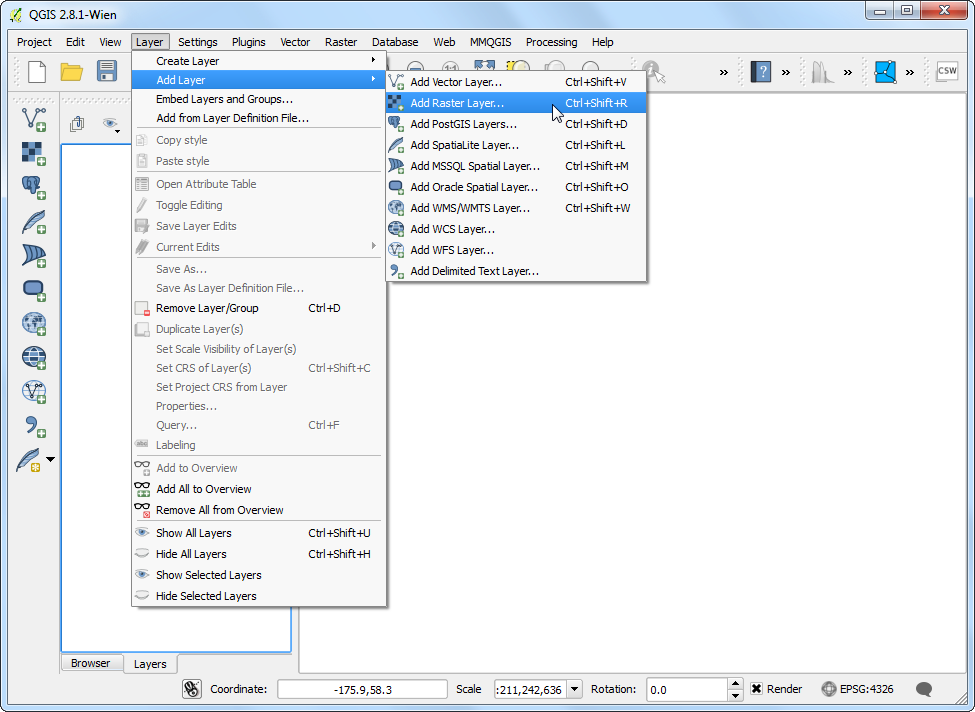 QGIS 2.8.1-Wien
Project Edit View Layer Settings Plugins Vector Raster Database Web MMQGIS Processing Help
Create Layer
Add Layer
Embed Layers and Groups...
Add from Layer Definition File...
Copy style
Paste style
Open Attribute Table
Toggle Editing
Save Layer Edits
Current Edits
Save As...
Save As Layer Definition File...
Remove Layer/Group Ctrl+D
Duplicate Layer(s)
Set Scale Visibility of Layer(s)
Set CRS of Layer(s) Ctrl+Shift+C
Set Project CRS from Layer
Properties...
Query... Ctrl+F
Labeling
Add to Overview
Add All to Overview
Remove All from Overview
Show All Layers Ctrl+Shift+U
Hide All Layers Ctrl+Shift+H
Show Selected Layers
Hide Selected Layers
Add Vector Layer... Ctrl+Shift+V
Add Raster Layer... Ctrl+Shift+R
Add PostGIS Layers... Ctrl+Shift+D
Add SpatiaLite Layer... Ctrl+Shift+L
Add MSSQL Spatial Layer... Ctrl+Shift+M
Add Oracle Spatial Layer... Ctrl+Shift+O
Add WMS/WMTS Layer... Ctrl+Shift+W
Add WCS Layer...
Add WFS Layer...
Add Delimited Text Layer...
» ? » » » CSW
Browser Layers
Coordinate: -175.9,58.3 Scale :211,242,636 Rotation: 0.0 Render EPSG:4326